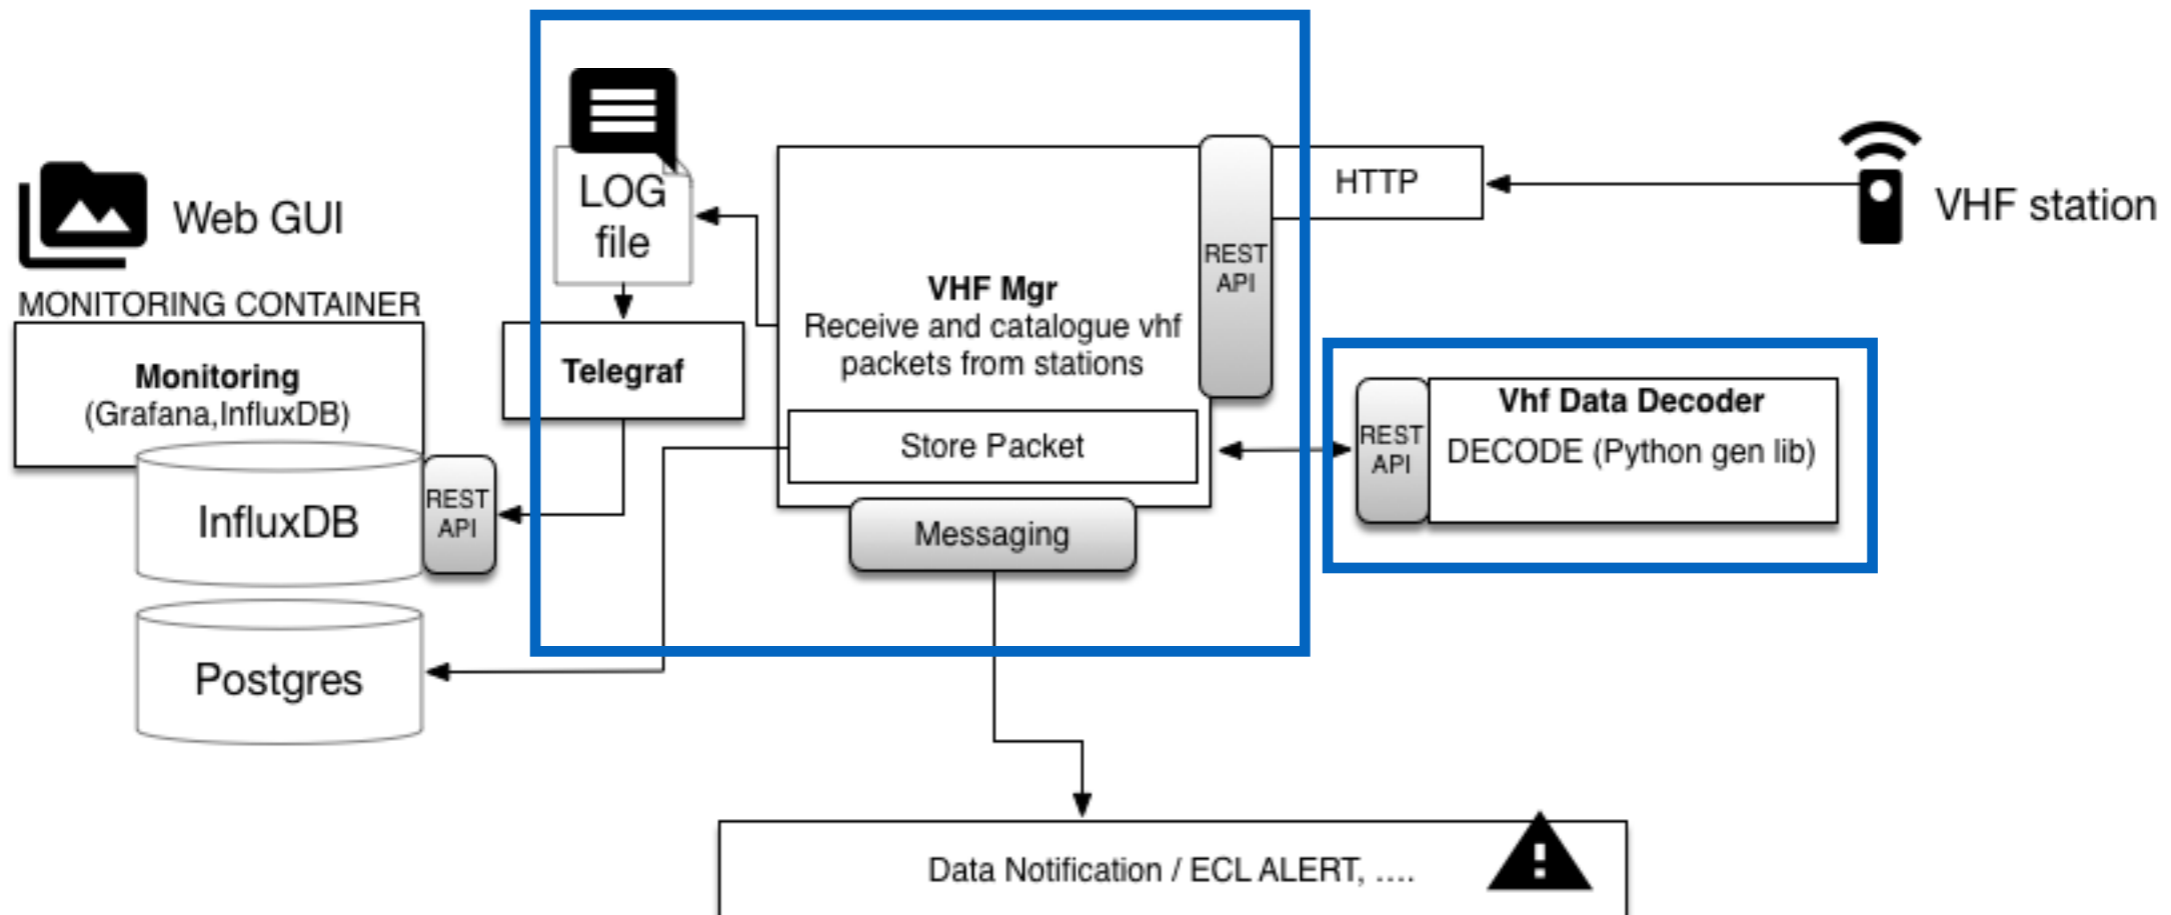 Web GUI
MONITORING CONTAINER
Monitoring
(Grafana,InfluxDB)
InfluxDB
REST
API
Postgres
LOG
file
Telegraf
VHF Mgr
Receive and catalogue vhf
packets from stations
Store Packet
Messaging
REST
API
HTTP
VHF station
REST
API
Vhf Data Decoder
DECODE (Python gen lib)
Data Notification / ECL ALERT, ....